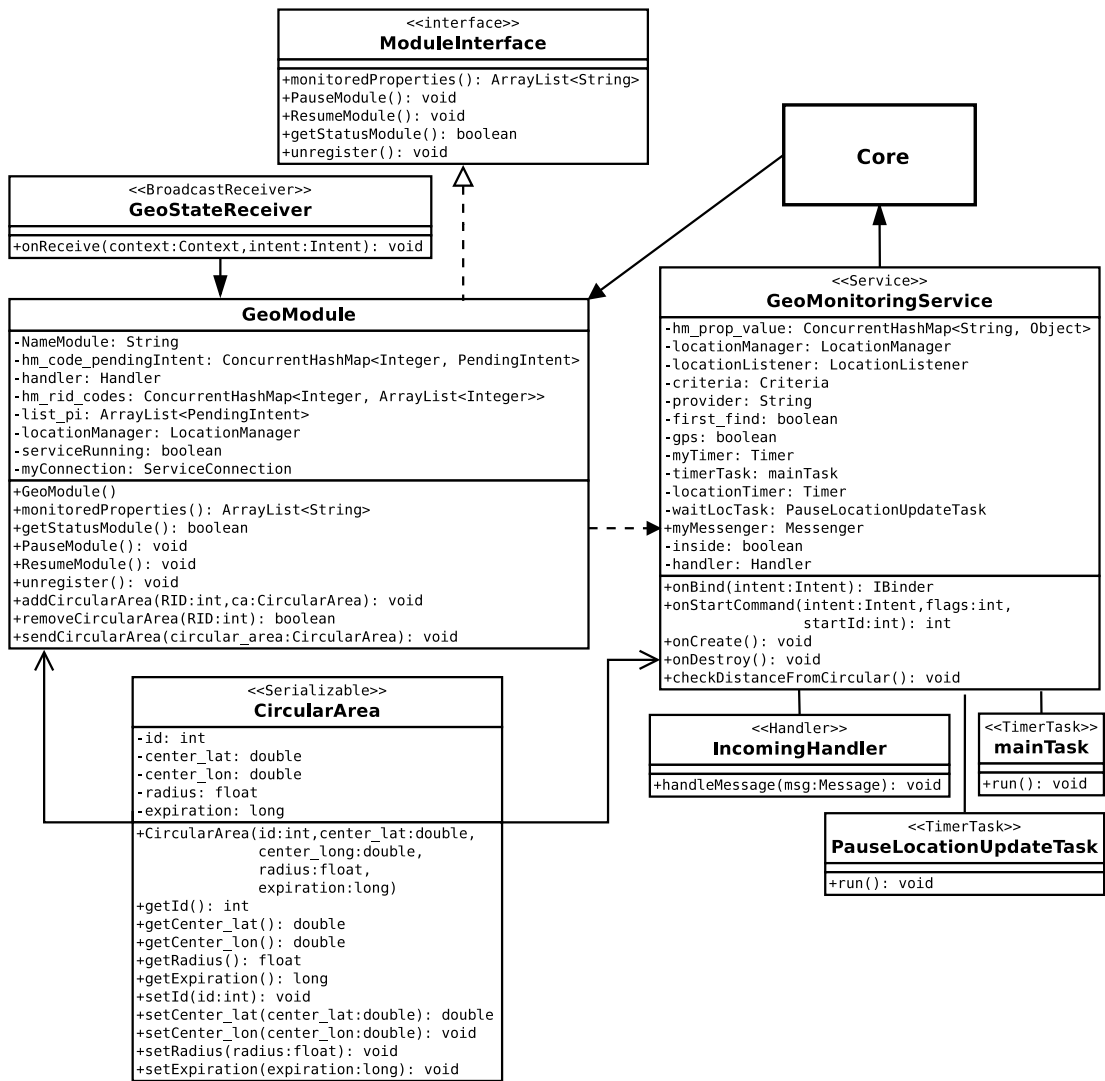 <<interface>>
ModuleInterface
+monitoredProperties(): ArrayList<String>
+PauseModule(): void
+ResumeModule(): void
+getStatusModule(): boolean
+unregister(): void
Core
<<BroadcastReceiver>>
GeoStateReceiver
+onReceive(context:Context,intent:Intent): void
GeoModule
-NameModule: String
-hm_code_pendingIntent: ConcurrentHashMap<Integer, PendingIntent>
-handler: Handler
-hm_rid_codes: ConcurrentHashMap<Integer, ArrayList<Integer>>
-list_pi: ArrayList<PendingIntent>
-locationManager: LocationManager
-serviceRunning: boolean
-myConnection: ServiceConnection
+GeoModule()
+monitoredProperties(): ArrayList<String>
+getStatusModule(): boolean
+PauseModule(): void
+ResumeModule(): void
+unregister(): void
+addCircularArea(RID:int,ca:CircularArea): void
+removeCircularArea(RID:int): boolean
+sendCircularArea(circular_area:CircularArea): void
<<Service>>
GeoMonitoringService
-hm_prop_value: ConcurrentHashMap<String, Object>
-locationManager: LocationManager
-locationListener: LocationListener
-criteria: Criteria
-provider: String
-first_find: boolean
-gps: boolean
-myTimer: Timer
-timerTask: mainTask
-locationTimer: Timer
-waitLocTask: PauseLocationUpdateTask
+myMessenger: Messenger
-inside: boolean
-handler: Handler
+onBind(intent:Intent): IBinder
+onStartCommand(intent:Intent,flags:int,
startId:int): int
+onCreate(): void
+onDestroy(): void
+checkDistanceFromCircular(): void
<<Serializable>>
CircularArea
-id: int
-center_lat: double
-center_lon: double
-radius: float
-expiration: long
+CircularArea(id:int,center_lat:double,
center_long:double,
radius:float,
expiration:long)
+getId(): int
+getCenter_lat(): double
+getCenter_lon(): double
+getRadius(): float
+getExpiration(): long
+setId(id:int): void
+setCenter_lat(center_lat:double): double
+setCenter_lon(center_lon:double): void
+setRadius(radius:float): void
+setExpiration(expiration:long): void
<<Handler>>
IncomingHandler
+handleMessage(msg:Message): void
<<TimerTask>>
mainTask
+run(): void
<<TimerTask>>
PauseLocationUpdateTask
+run(): void